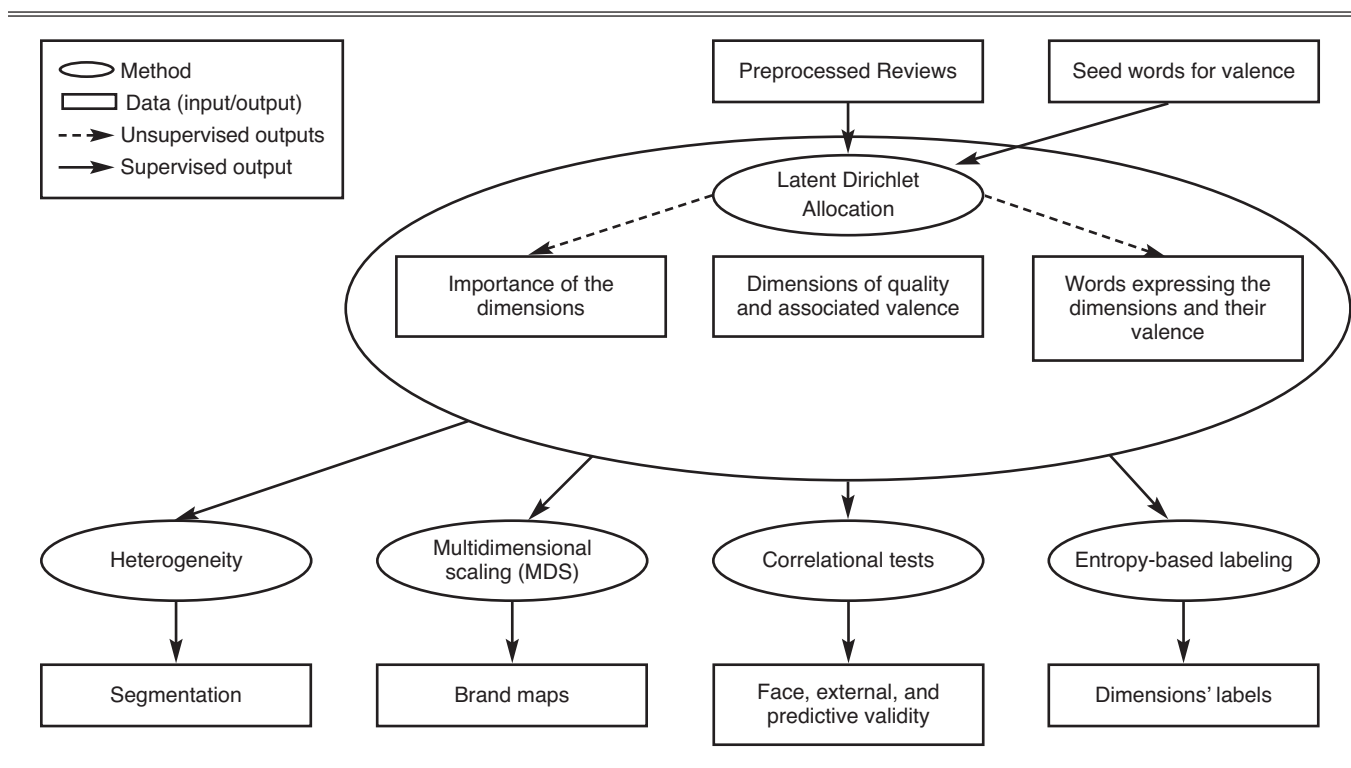 Method
Data (input/output)
Unsupervised outputs
Supervised output
Preprocessed Reviews
Seed words for valence
Latent Dirichlet
Allocation
Importance of the
dimensions
Dimensions of quality
and associated valence
Words expressing the
dimensions and their
valence
Heterogeneity
Multidimensional
scaling (MDS)
Correlational tests
Entropy-based labeling
Segmentation
Brand maps
Face, external, and
predictive validity
Dimensions’ labels